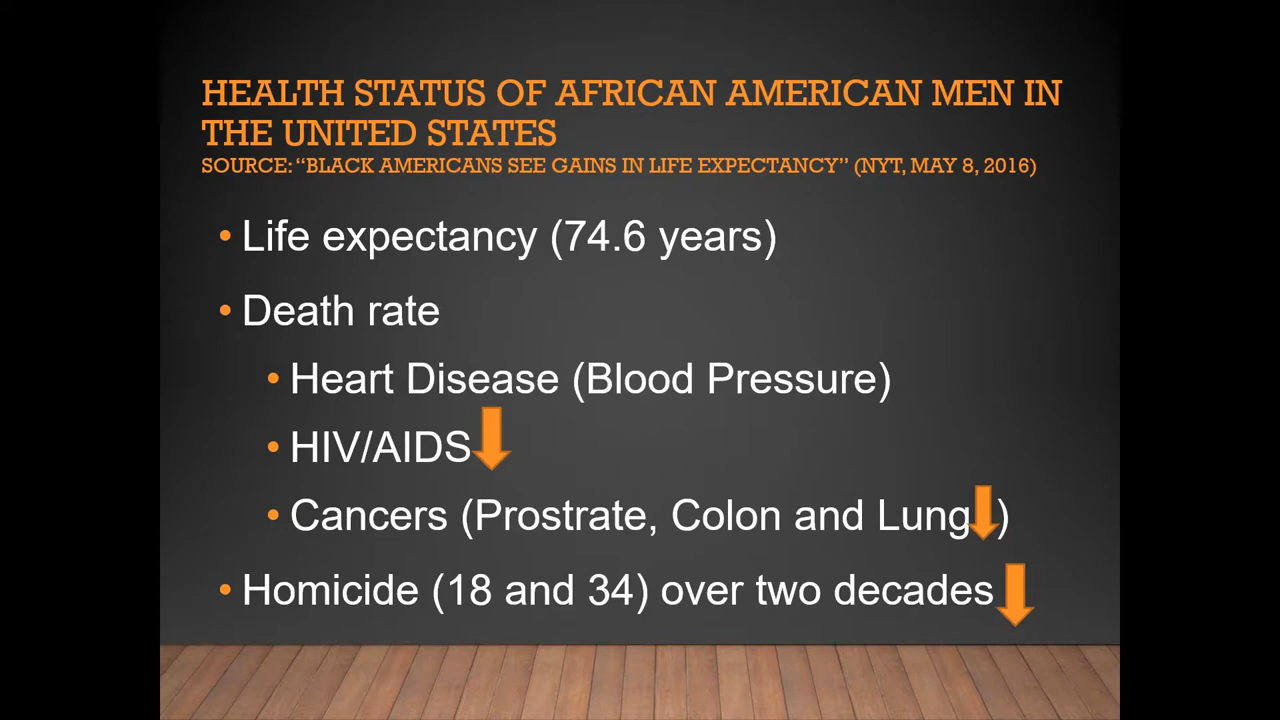 HEALTH STATUS OF AFRICAN AMERICAN MEN IN
THE UNITED STATES
SOURCE: “BLACK AMERICANS SEE GAINS IN LIFE EXPECTANCY” (NYT, MAY 8, 2016)
• Life expectancy (74.6 years)
• Death rate
• Heart Disease (Blood Pressure)
• HIV/AIDS
• Cancers (Prostrate, Colon and Lung )
• Homicide (18 and 34) over two decades